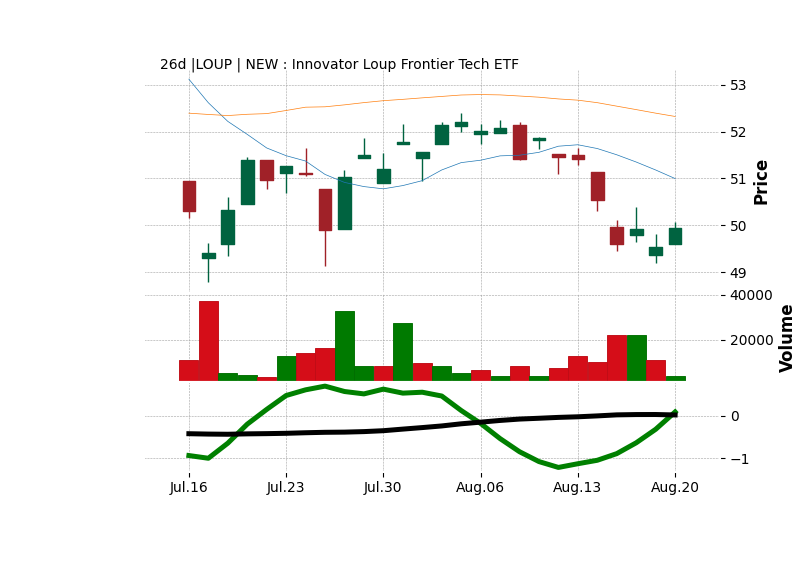 26d |LOUP | NEW : Innovator Loup Frontier Tech ETF
53
52
51
50
49
Price
40000
20000
Volume
0
−1
Jul.16 Jul.23 Jul.30 Aug.06 Aug.13 Aug.20